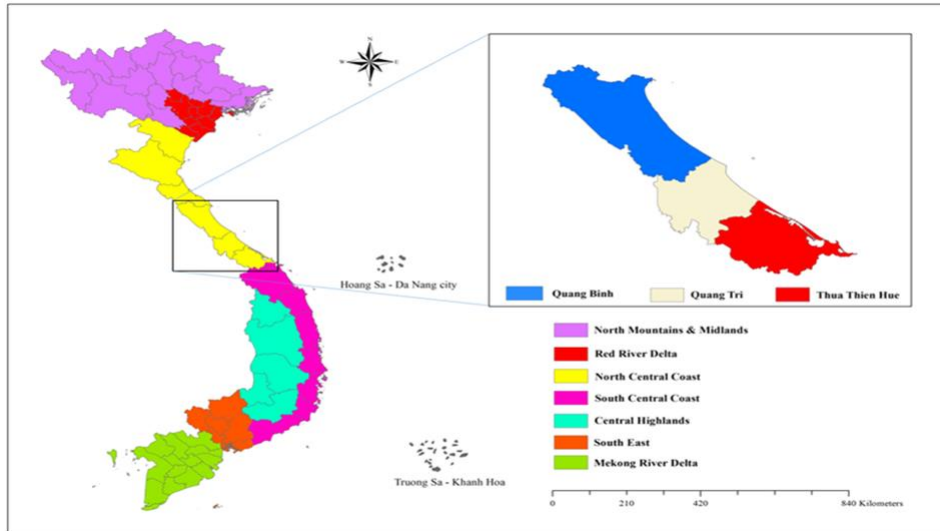 N
W E
S
Hoang Sa - Da Nang city
Quang Binh Quang Tri Thua Thien Hue
North Mountains & Midlands
Red River Delta
North Central Coast
South Central Coast
Central Highlands
South East
Mekong River Delta
Truong Sa - Khanh Hoa
0 210 420 840 Kilometers